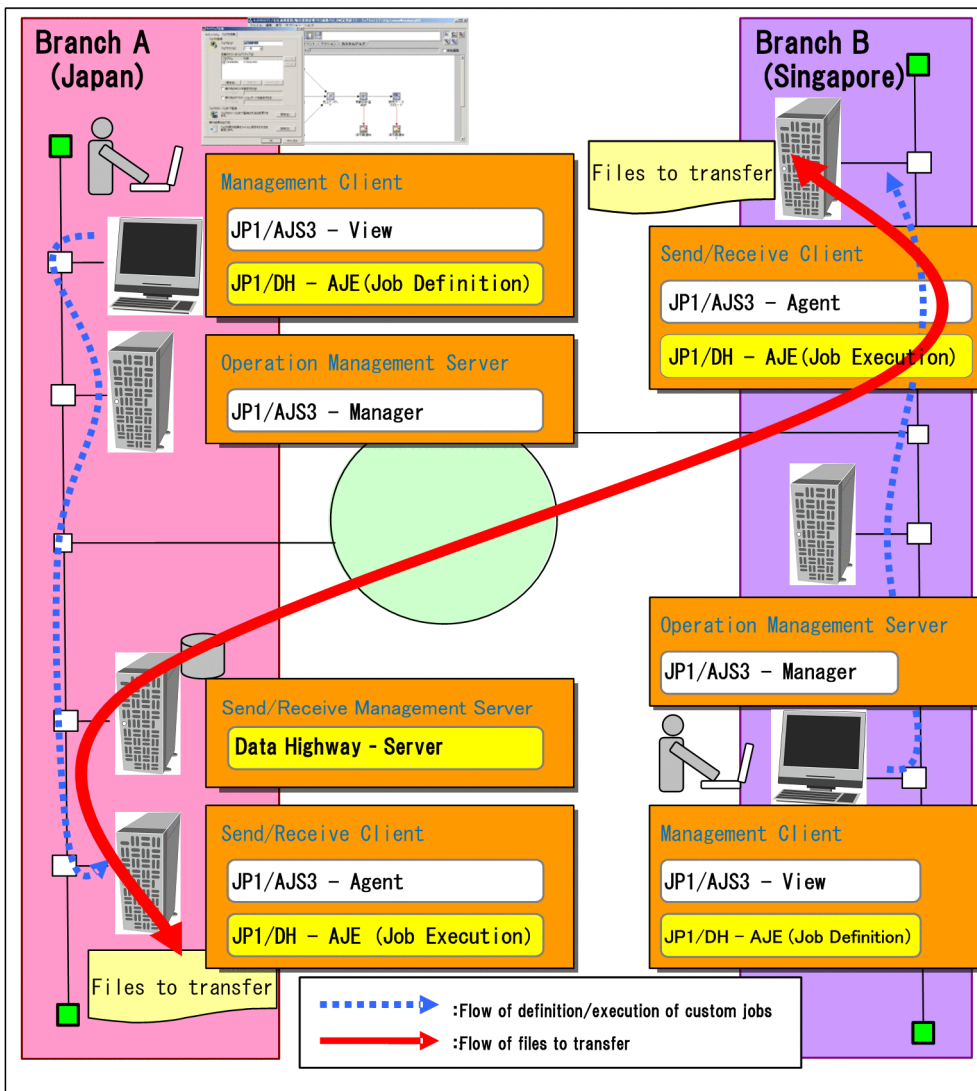 Branch A
(Japan)
Management Client
JP1/AJS3 - View
JP1/DH - AJE(Job Definition)
Operation Management Server
JP1/AJS3 - Manager
Send/Receive Management Server
Data Highway - Server
Send/Receive Client
JP1/AJS3 - Agent
JP1/DH - AJE (Job Execution)
Files to transfer
Branch B
(Singapore)
Files to transfer
Send/Receive Client
JP1/AJS3 - Agent
JP1/DH - AJE(Job Execution)
Operation Management Server
JP1/AJS3 - Manager
Management Client
JP1/AJS3 - View
JP1/DH - AJE (Job Definition)
:Flow of definition/execution of custom jobs
:Flow of files to transfer